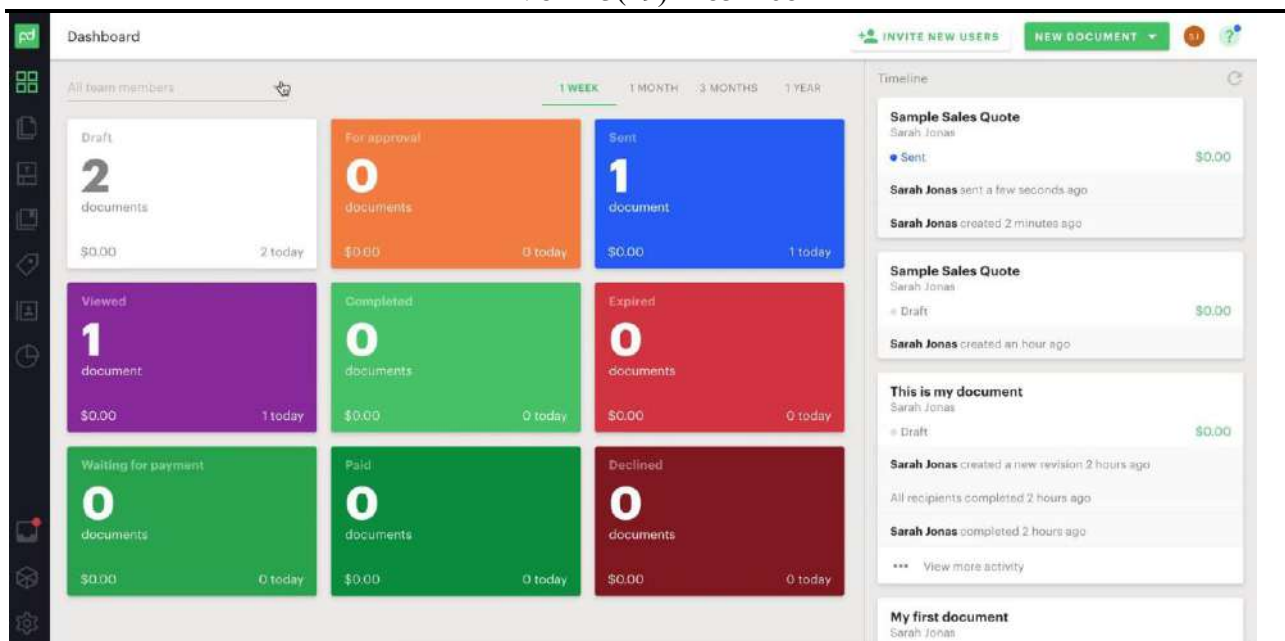 pd
Dashboard
INVITE NEW USERS
NEW DOCUMENT
SJ
?
All team members
1 WEEK
1 MONTH
3 MONTHS
1 YEAR
Draft
2
documents
$0.00
2 today
For approval
0
documents
$0.00
0 today
Sent
1
document
$0.00
1 today
Viewed
1
document
$0.00
1 today
Completed
0
documents
$0.00
0 today
Expired
0
documents
$0.00
0 today
Waiting for payment
0
documents
$0.00
0 today
Paid
0
documents
$0.00
0 today
Declined
0
documents
$0.00
0 today
Timeline
Sample Sales Quote
Sarah Jonas
Sent $0.00
Sarah Jonas sent a few seconds ago
Sarah Jonas created 2 minutes ago
Sample Sales Quote
Sarah Jonas
Draft $0.00
Sarah Jonas created an hour ago
This is my document
Sarah Jonas
Draft $0.00
Sarah Jonas created a new revision 2 hours ago
All recipients completed 2 hours ago
Sarah Jonas completed 2 hours ago
••• View more activity
My first document
Sarah Jonas